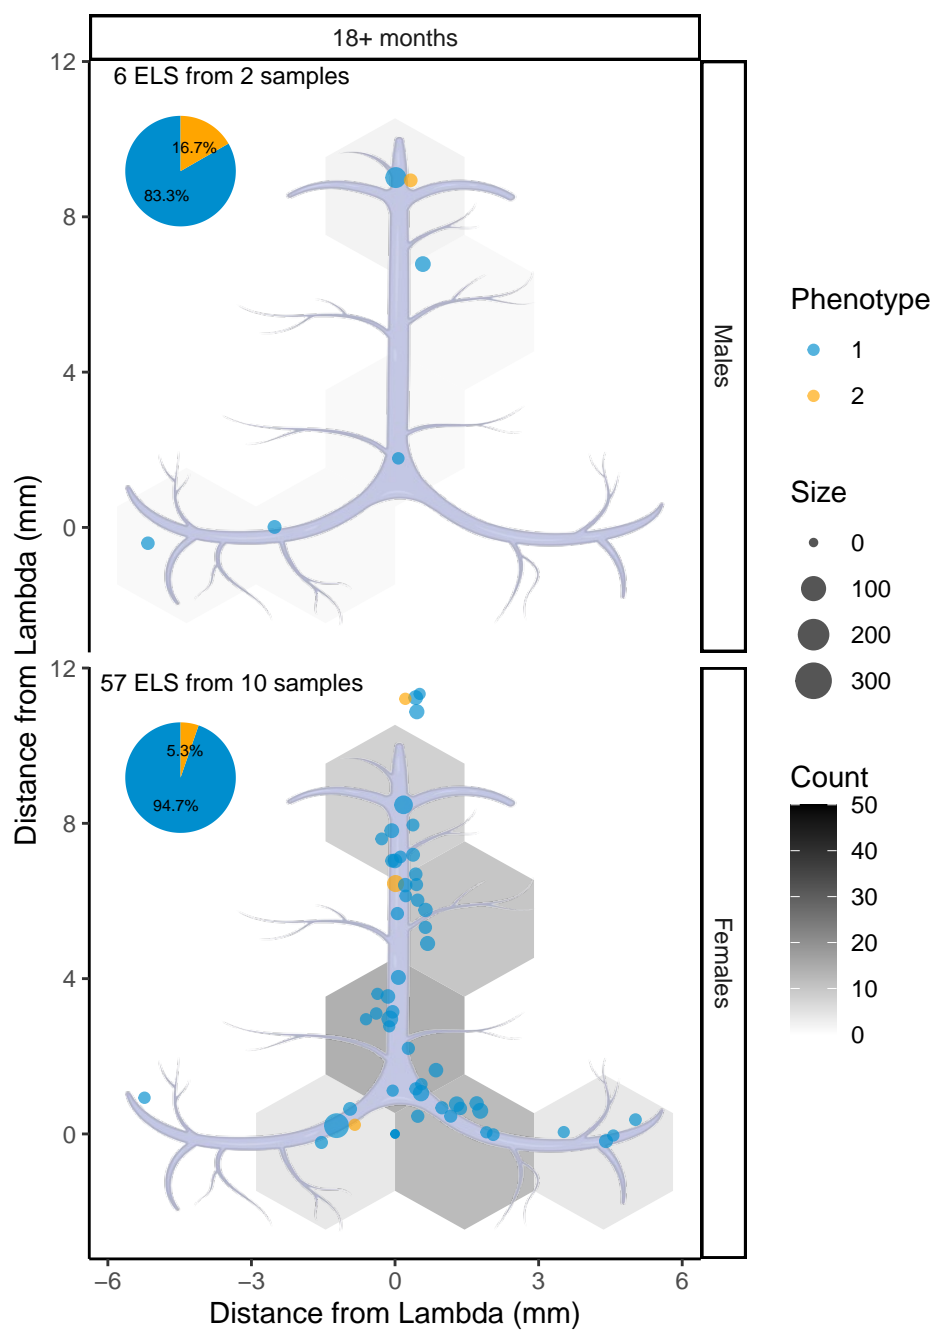 18+ months
6 ELS from 2 samples
16.7%
83.3%
12
8
4
0
Males
57 ELS from 10 samples
5.3%
94.7%
12
8
4
0
Females
−6
−3
0
3
6
Distance from Lambda (mm)
Distance from Lambda (mm)
Phenotype
1
2
Size
0
100
200
300
Count
50
40
30
20
10
0